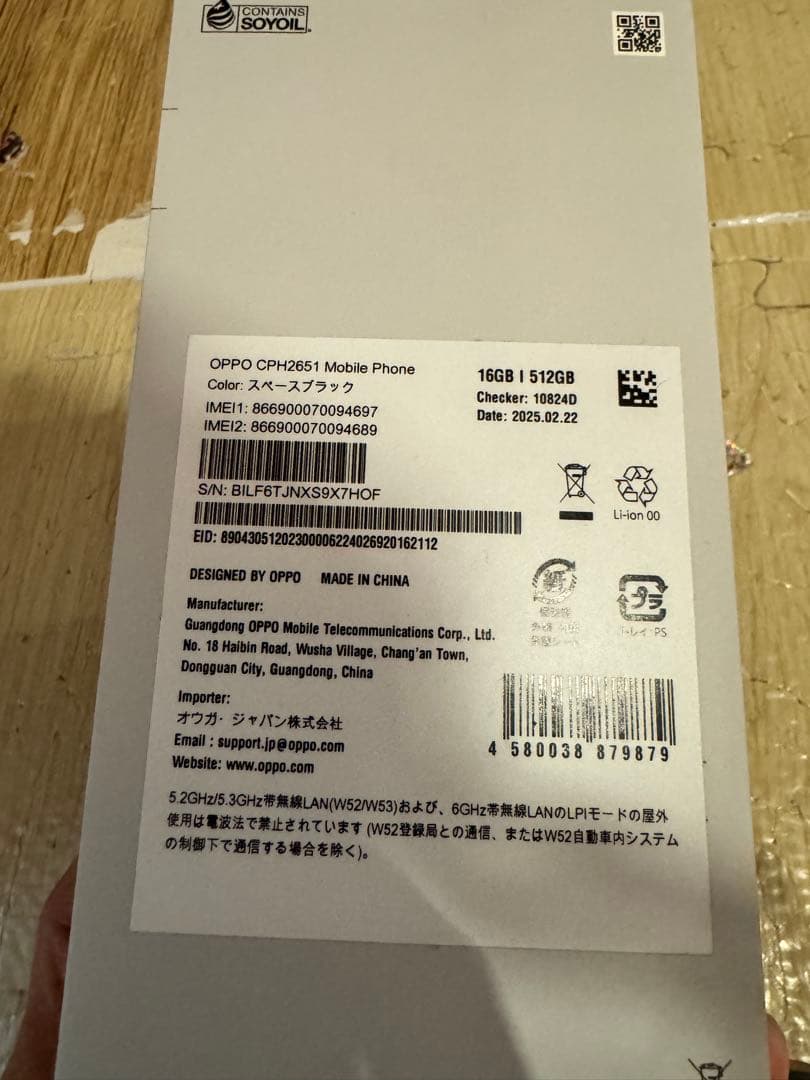 CONTAINS
SOYOIL
OPPO CPH2651 Mobile Phone
Color: スペースブラック
IMEI1: 866900070094697
IMEI2: 866900070094689
S/N: BILF6TJNXS9X7HOF
EID: 89043051202300006224026920162112
16GB | 512GB
Checker: 10824D
Date: 2025.02.22
Li-ion 00
DESIGNED BY OPPO MADE IN CHINA
Manufacturer:
Guangdong OPPO Mobile Telecommunications Corp., Ltd.
No. 18 Haibin Road, Wusha Village, Chang'an Town,
Dongguan City, Guangdong, China
紙
プラ
トレイ:PS
Importer:
オウガ・ジャパン株式会社
Email : support.jp@oppo.com
Website: www.oppo.com
4 580038 879879
5.2GHz/5.3GHz帯無線LAN(W52/W53)および、6GHz帯無線LANのLPIモードの屋外
使用は電波法で禁止されています (W52登録局との通信、またはW52自動車内システム
の制御下で通信する場合を除く)。